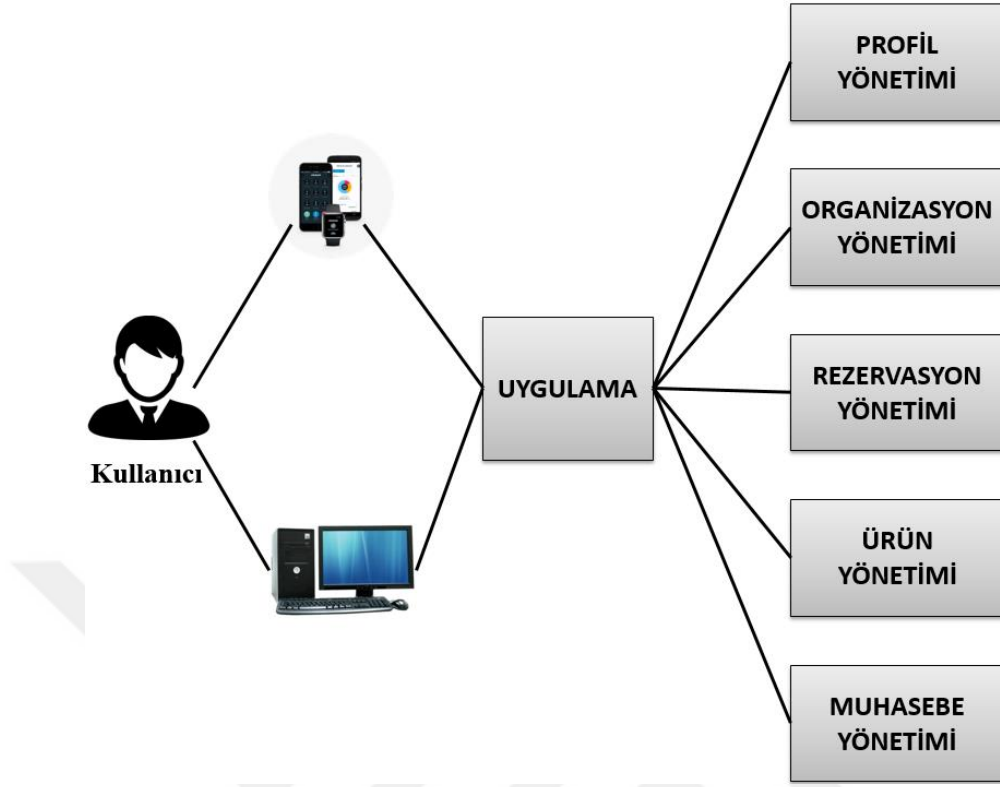 PROFİL
YÖNETİMİ
ORGANİZASYON
YÖNETİMİ
REZERVASYON
YÖNETİMİ
ÜRÜN
YÖNETİMİ
MUHASEBE
YÖNETİMİ
UYGULAMA
Kullanıcı